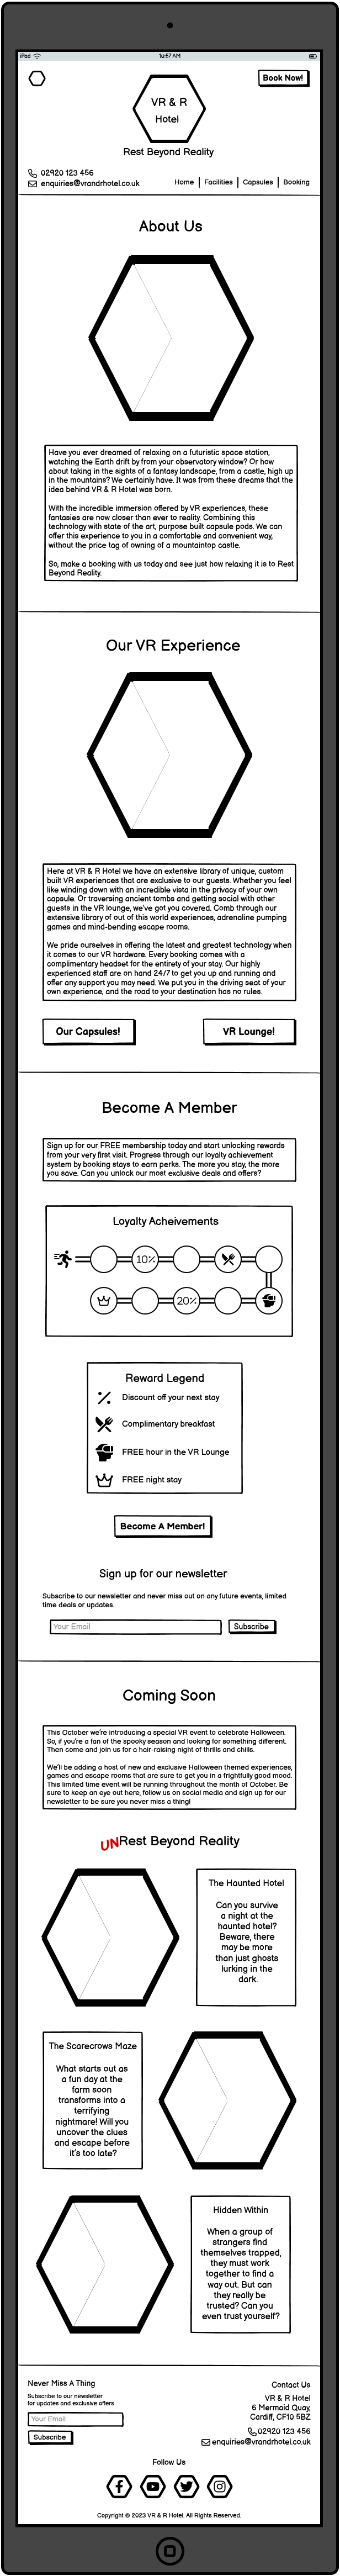 iPad
10:57 AM
Book Now!
VR & R
Hotel
Rest Beyond Reality
02920 123 456
enquiries@vrandrhotel.co.uk
Home | Facilities | Capsules | Booking
About Us
Have you ever dreamed of relaxing on a futuristic space station,
watching the Earth drift by from your observatory window? Or how
about taking in the sights of a fantasy landscape, from a castle, high up
in the mountains? We certainly have. It was from these dreams that the
idea behind VR & R Hotel was born.
With the incredible immersion offered by VR experiences, these
fantasies are now closer than ever to reality. Combining this
technology with state of the art, purpose built capsule pods. We can
offer this experience to you in a comfortable and convenient way,
without the price tag of owning of a mountaintop castle.
So, make a booking with us today and see just how relaxing it is to Rest
Beyond Reality.
Our VR Experience
Here at VR & R Hotel we have an extensive library of unique, custom
built VR experiences that are exclusive to our guests. Whether you feel
like winding down with an incredible vista in the privacy of your own
capsule. Or traversing ancient tombs and getting social with other
guests in the VR lounge, we've got you covered. Comb through our
extensive library of out of this world experiences, adrenaline pumping
games and mind-bending escape rooms.
We pride ourselves in offering the latest and greatest technology when
it comes to our VR hardware. Every booking comes with a
complimentary headset for the entirety of your stay. Our highly
experienced staff are on hand 24/7 to get you up and running and
offer any support you may need. We put you in the driving seat of your
own experience, and the road to your destination has no rules.
Our Capsules!
VR Lounge!
Become A Member
Sign up for our FREE membership today and start unlocking rewards
from your very first visit. Progress through our loyalty achievement
system by booking stays to earn perks. The more you stay, the more
you save. Can you unlock our most exclusive deals and offers?
Loyalty Acheivements
10%
20%
Reward Legend
Discount off your next stay
Complimentary breakfast
FREE hour in the VR Lounge
FREE night stay
Become A Member!
Sign up for our newsletter
Subscribe to our newsletter and never miss out on any future events, limited
time deals or updates.
Your Email
Subscribe
Coming Soon
This October we're introducing a special VR event to celebrate Halloween.
So, if you're a fan of the spooky season and looking for something different.
Then come and join us for a hair-raising night of thrills and chills.
We'll be adding a host of new and exclusive Halloween themed experiences,
games and escape rooms that are sure to get you in a frightfully good mood.
This limited time event will be running throughout the month of October. Be
sure to keep an eye out here, follow us on social media and sign up for our
newsletter to be sure you never miss a thing!
UNRest Beyond Reality
The Haunted Hotel
Can you survive
a night at the
haunted hotel?
Beware, there
may be more
than just ghosts
lurking in the
dark.
The Scarecrows Maze
What starts out as
a fun day at the
farm soon
transforms into a
terrifying
nightmare! Will you
uncover the clues
and escape before
it's too late?
Hidden Within
When a group of
strangers find
themselves trapped,
they must work
together to find a
way out. But can
they really be
trusted? Can you
even trust yourself?
Never Miss A Thing
Subscribe to our newsletter
for updates and exclusive offers
Your Email
Subscribe
Contact Us
VR & R Hotel
6 Mermaid Quay,
Cardiff, CF10 5BZ
02920 123 456
enquiries@vrandrhotel.co.uk
Follow Us
Copyright © 2023 VR & R Hotel. All Rights Reserved.